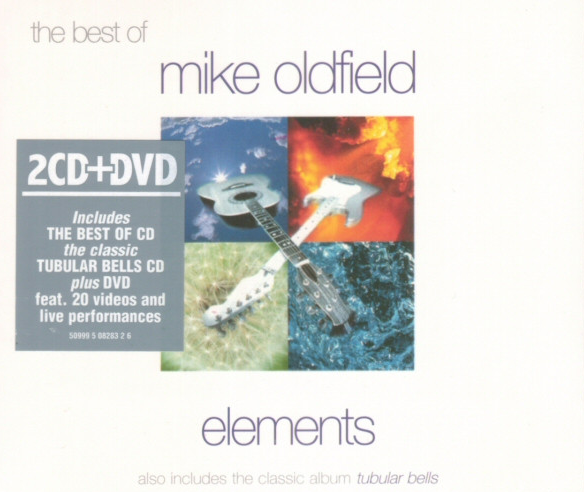 the best of
mike oldfield
2CD+DVD
Includes
THE BEST OF CD
the classic
TUBULAR BELLS CD
plus DVD
feat. 20 videos and
live performances
50999 5 08283 2 6
elements
also includes the classic album tubular bells